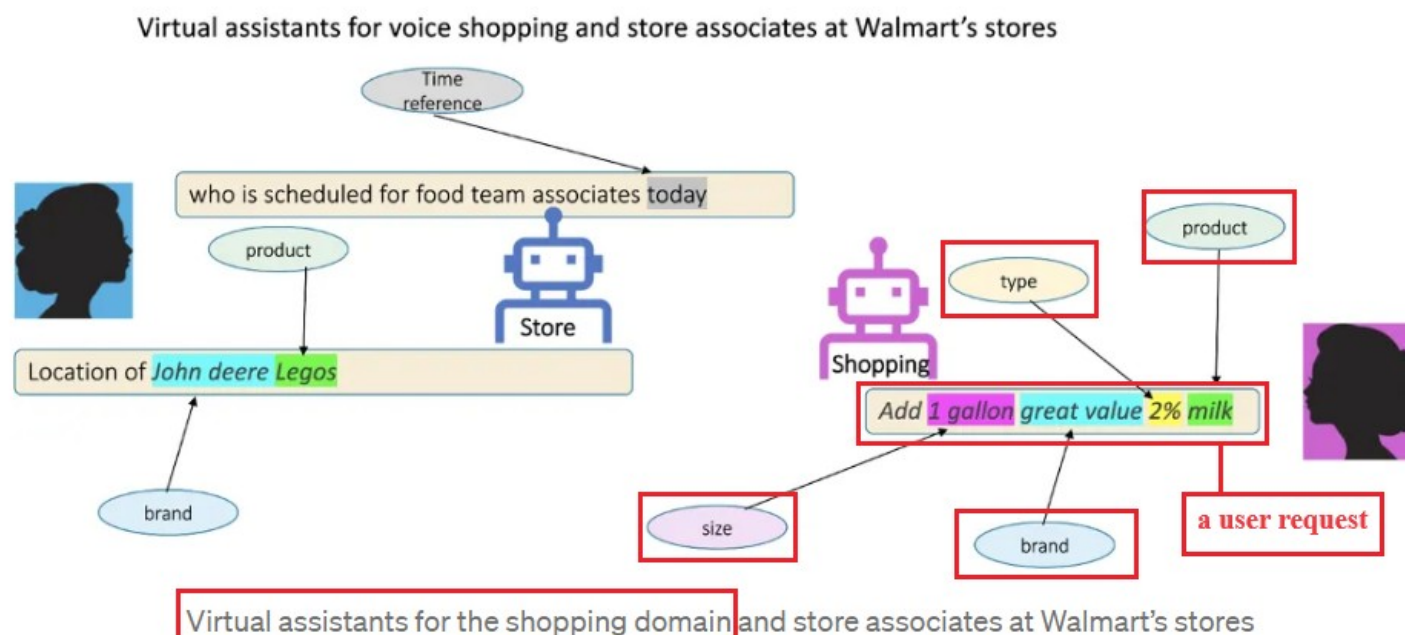 Virtual assistants for voice shopping and store associates at Walmart's stores
Time
reference
who is scheduled for food team associates today
product
Store
Location of John deere Legos
brand
product
type
Shopping
Add 1 gallon great value 2% milk
size
brand
a user request
Virtual assistants for the shopping domain and store associates at Walmart's stores